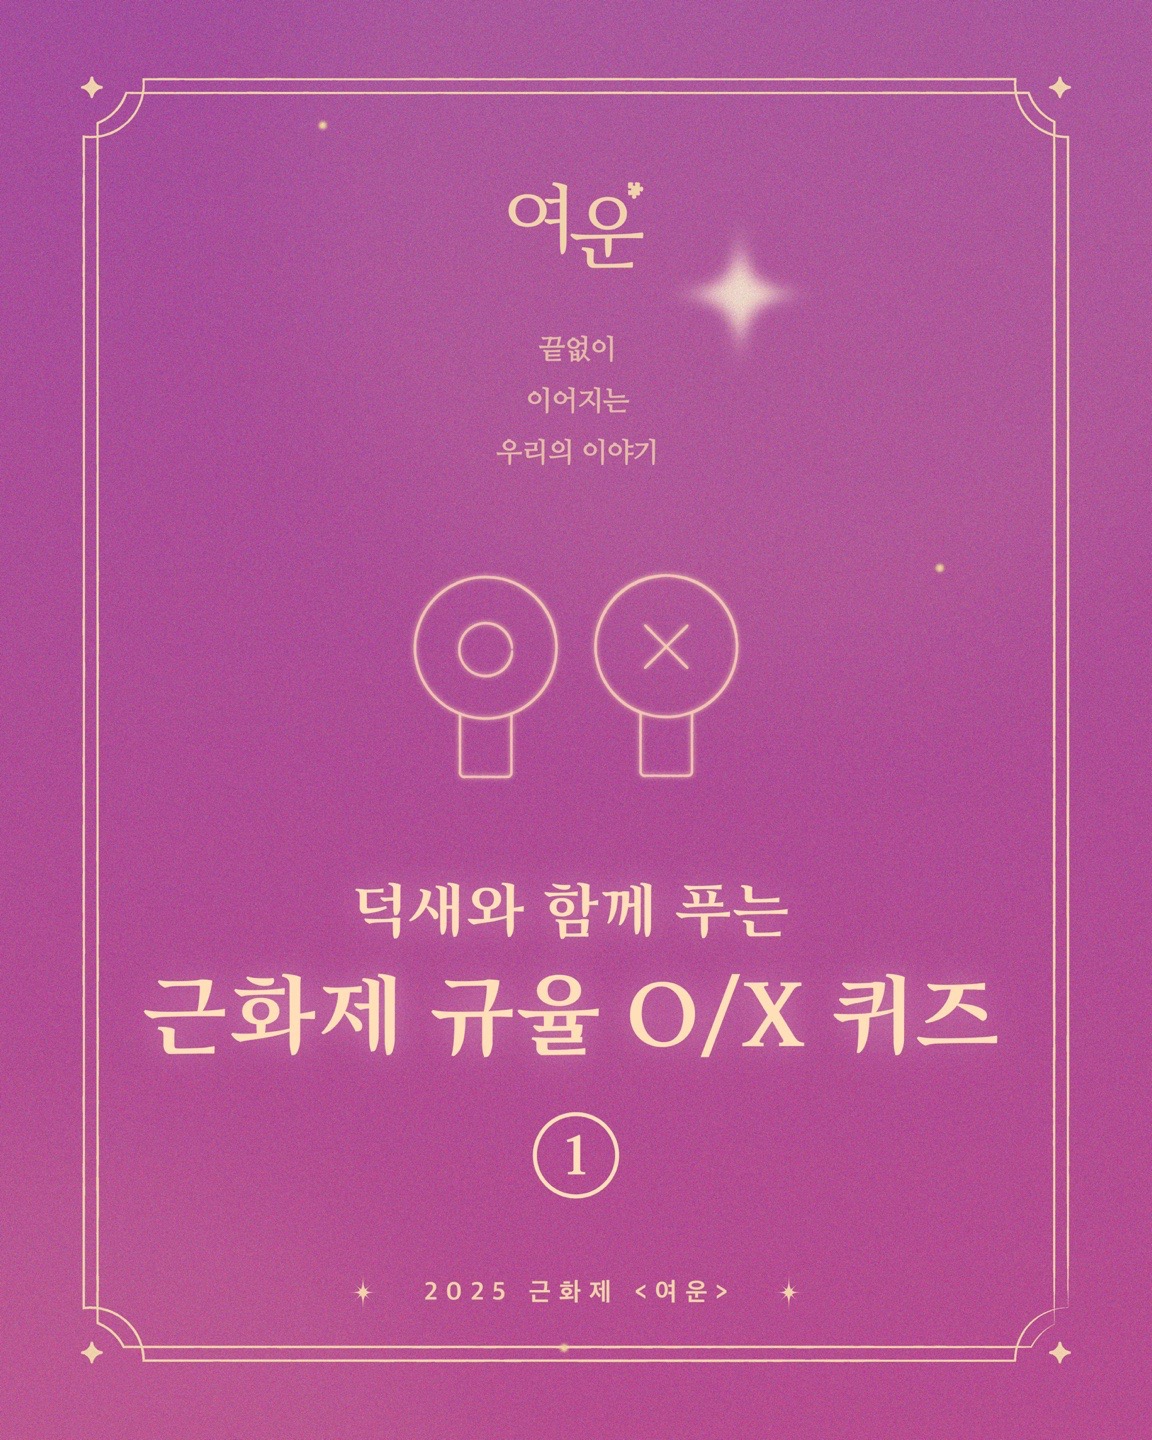 여운
끝없이
이어지는
우리의 이야기
O X
덕새와 함께 푸는
근화제 규율 O/X 퀴즈
1
2025 근화제 <여운>